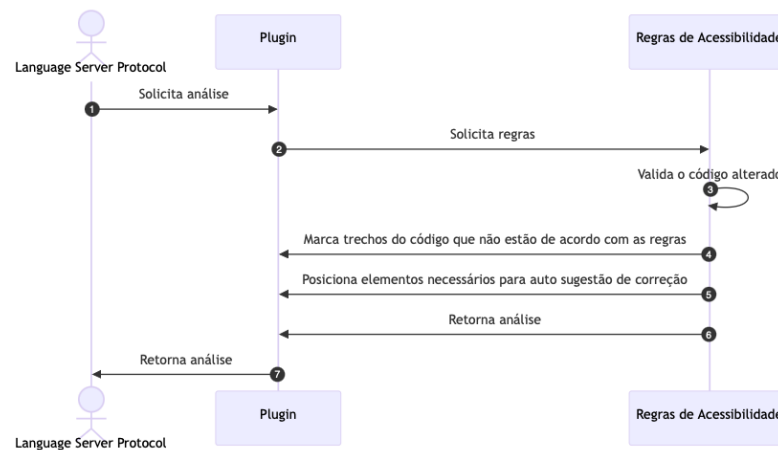 Plugin
Regras de Acessibilidade
Language Server Protocol
1
Solicita análise
2
Solicita regras
Valida o código alterado
3
Marca trechos do código que não estão de acordo com as regras
4
Posiciona elementos necessários para auto sugestão de correção
5
Retorna análise
6
Retorna análise
7
Plugin
Regras de Acessibilidade
Language Server Protocol